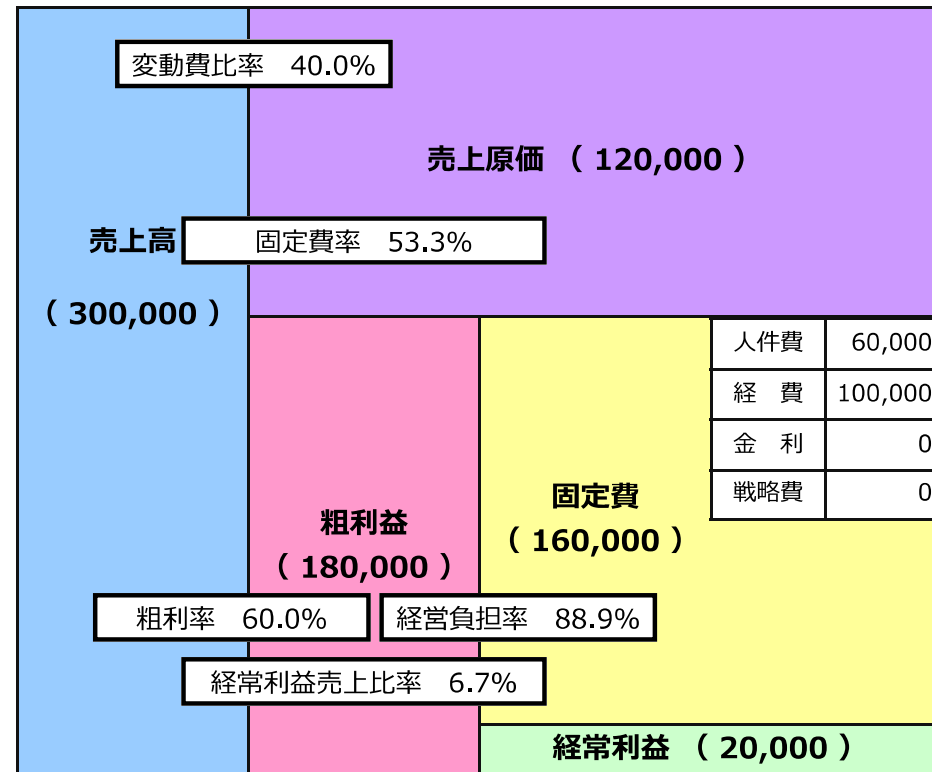 変動費比率 40.0%
売上原価 （ 120,000 ）
売上高
固定費率 53.3%
（ 300,000 ）
人件費 60,000
経　費 100,000
金　利 0
戦略費 0
固定費
（ 160,000 ）
粗利益
（ 180,000 ）
粗利率 60.0%
経営負担率 88.9%
経常利益売上比率 6.7%
経常利益 （ 20,000 ）